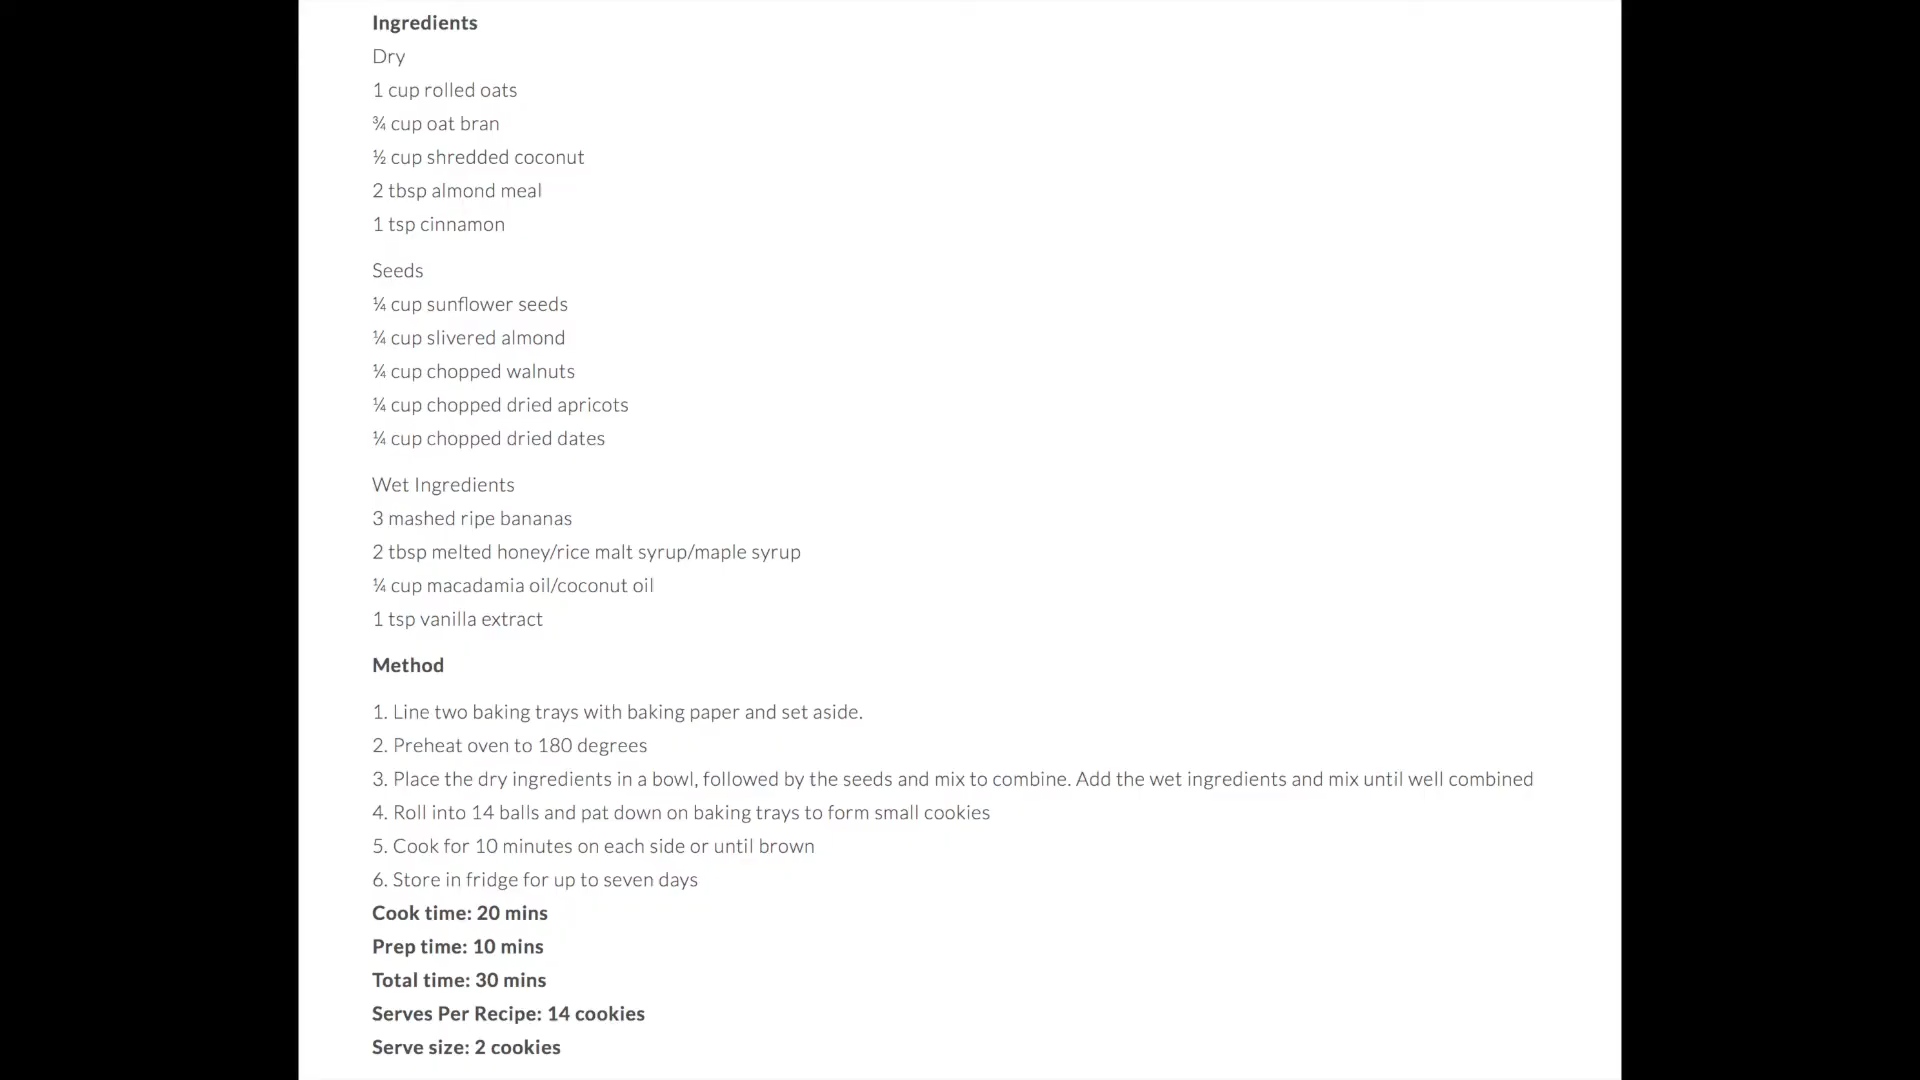 Ingredients
Dry
1 cup rolled oats
¾ cup oat bran
½ cup shredded coconut
2 tbsp almond meal
1 tsp cinnamon
Seeds
¼ cup sunflower seeds
¼ cup slivered almond
¼ cup chopped walnuts
¼ cup chopped dried apricots
¼ cup chopped dried dates
Wet Ingredients
3 mashed ripe bananas
2 tbsp melted honey/rice malt syrup/maple syrup
¼ cup macadamia oil/coconut oil
1 tsp vanilla extract
Method
1. Line two baking trays with baking paper and set aside.
2. Preheat oven to 180 degrees
3. Place the dry ingredients in a bowl, followed by the seeds and mix to combine. Add the wet ingredients and mix until well combined
4. Roll into 14 balls and pat down on baking trays to form small cookies
5. Cook for 10 minutes on each side or until brown
6. Store in fridge for up to seven days
Cook time: 20 mins
Prep time: 10 mins
Total time: 30 mins
Serves Per Recipe: 14 cookies
Serve size: 2 cookies